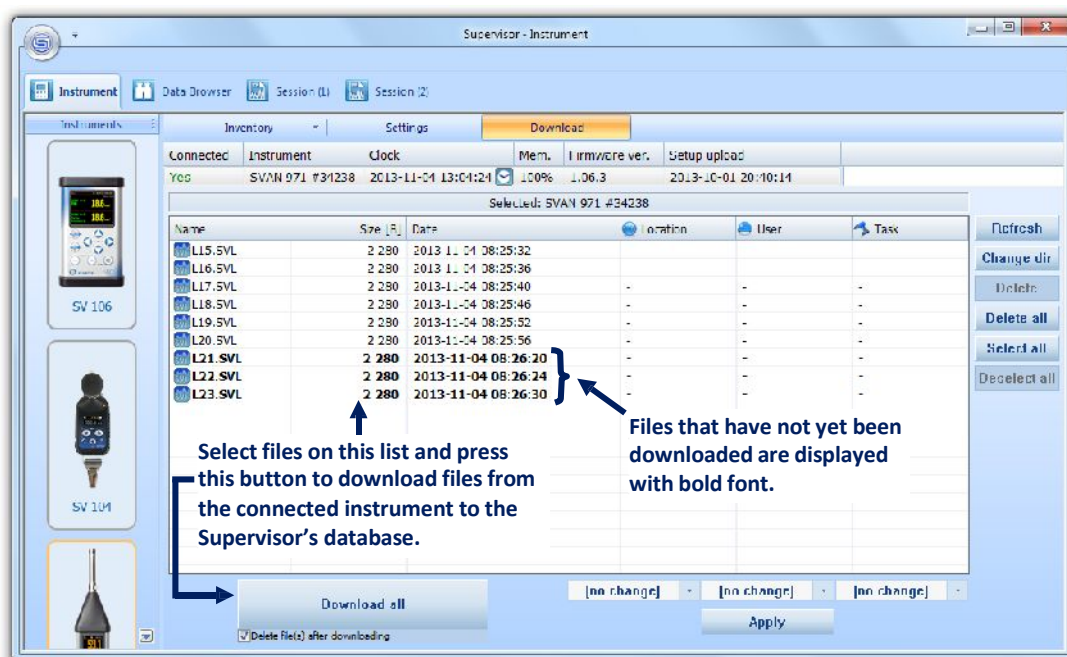 Supervisor - Instrument
Instrument Data Browser Session (1) Session (2)
Instruments Inventory Settings Download
Connected Instrument Clock Mem. Firmware ver. Setup upload
Yes SVAN 971 #34238 2013-11-04 13:04:24 100% 1.06.3 2013-10-01 20:40:14
Selected: SVAN 971 #34238
Name Size [B] Date Location User Task
L15.SVL 2 280 2013-11-04 08:25:32
L16.SVL 2 280 2013-11-04 08:25:36
L17.SVL 2 280 2013-11-04 08:25:40 - - -
L18.SVL 2 280 2013-11-04 08:25:46 - - -
L19.SVL 2 280 2013-11-04 08:25:52 - - -
L20.SVL 2 280 2013-11-04 08:25:56 - - -
L21.SVL 2 280 2013-11-04 08:26:20 - - -
L22.SVL 2 280 2013-11-04 08:26:24 - - -
L23.SVL 2 280 2013-11-04 08:26:30 - - -
Refresh
Change dir
Delete
Delete all
Select all
Deselect all
SV 106
SV 104
Select files on this list and press
this button to download files from
the connected instrument to the
Supervisor's database.
Files that have not yet been
downloaded are displayed
with bold font.
Download all
Delete file(s) after downloading
[no change] [no change] [no change]
Apply